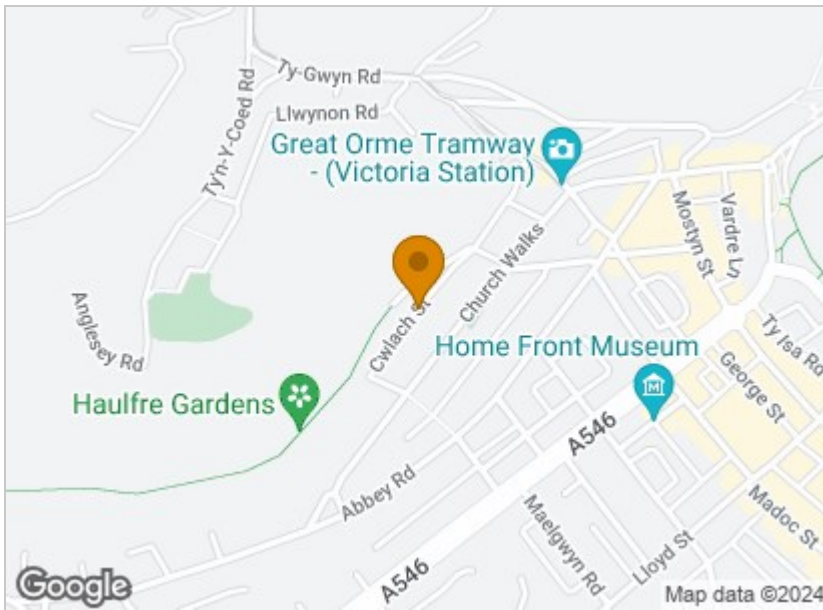 Ty-Gwyn Rd
Llwynon Rd
Ty'n-Y-Coed Rd
Great Orme Tramway
- (Victoria Station)
Mostyn St
Vardre Ln
Church Walks
Cwlach St
Anglesey Rd
Home Front Museum
M
Ty Isa Rd
George St
Haulfre Gardens
A546
Abbey Rd
Maelgwyn Rd
Lloyd St
Madoc St
A546
Google
Map data ©2024